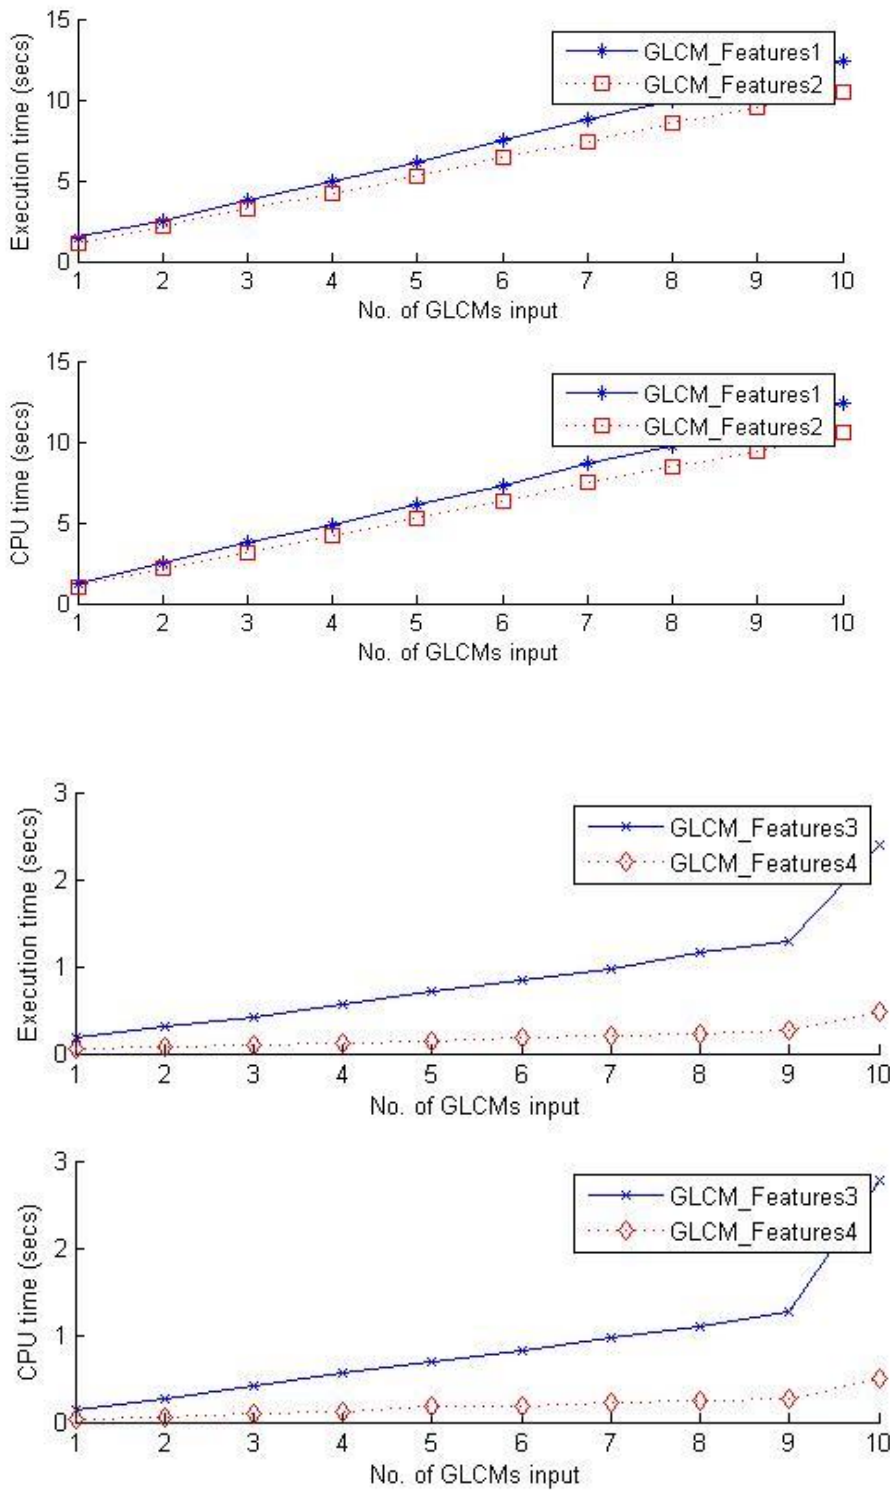 15
10
5
0
Execution time (secs)
GLCM_Features1
GLCM_Features2
1 2 3 4 5 6 7 8 9 10
No. of GLCMs input
15
10
5
0
CPU time (secs)
GLCM_Features1
GLCM_Features2
1 2 3 4 5 6 7 8 9 10
No. of GLCMs input
3
2
1
0
Execution time (secs)
GLCM_Features3
GLCM_Features4
1 2 3 4 5 6 7 8 9 10
No. of GLCMs input
3
2
1
0
CPU time (secs)
GLCM_Features3
GLCM_Features4
1 2 3 4 5 6 7 8 9 10
No. of GLCMs input